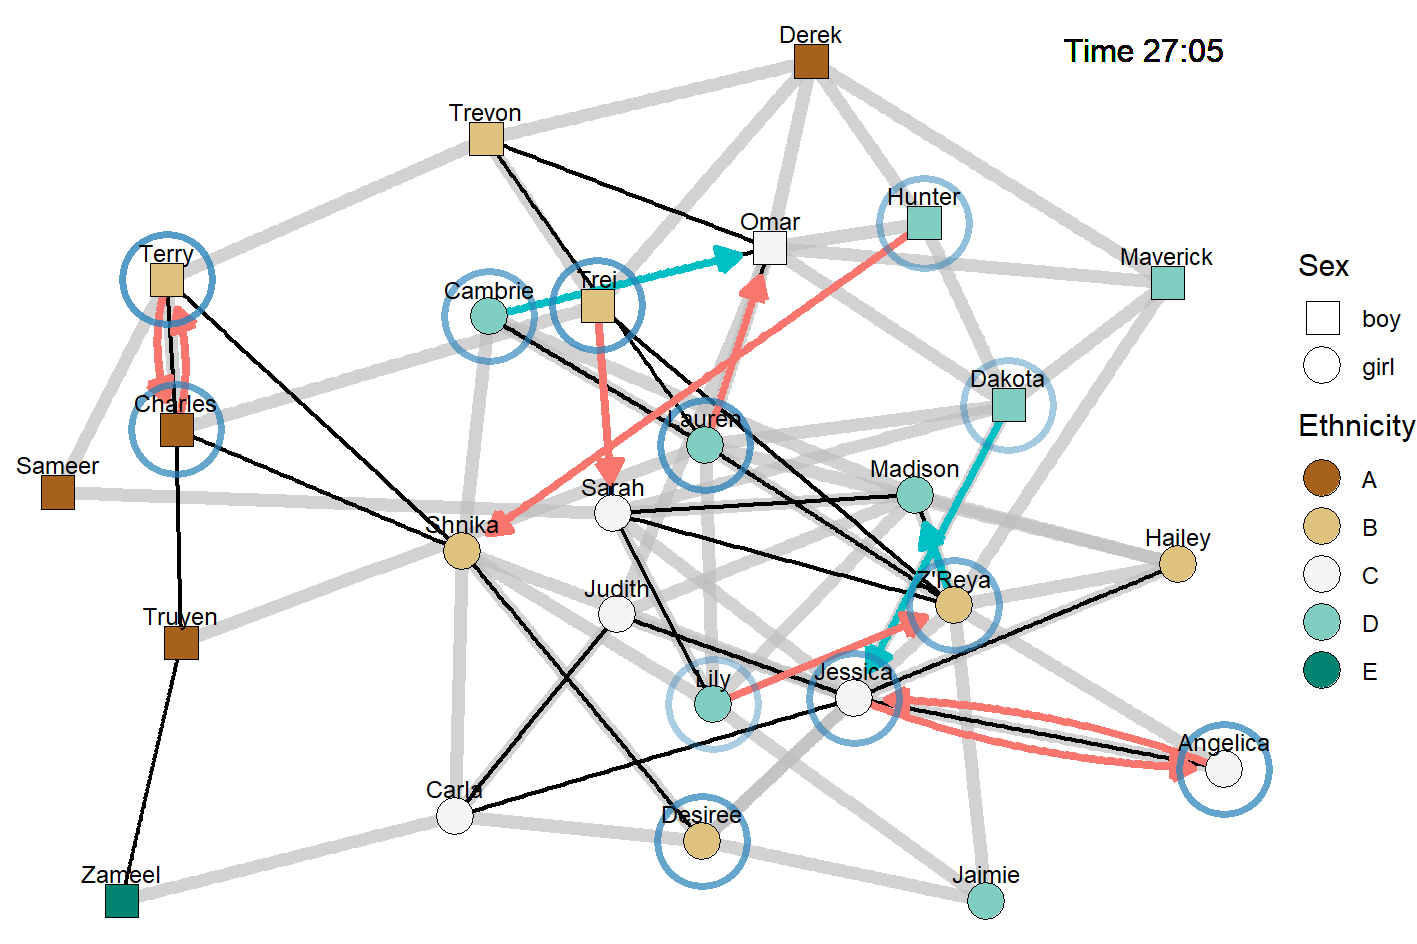 Derek
Time 27:05
Trevon
Hunter
Omar
Terry
Maverick
Sex
Trei
Cambrie
boy
girl
Dakota
Charles
Lauren
Ethnicity
Sameer
Madison
A
Sarah
Shnika
B
Hailey
Z'Reya
C
Judith
Truyen
D
Lily
Jessica
E
Angelica
Carla
Desiree
Zameel
Jaimie